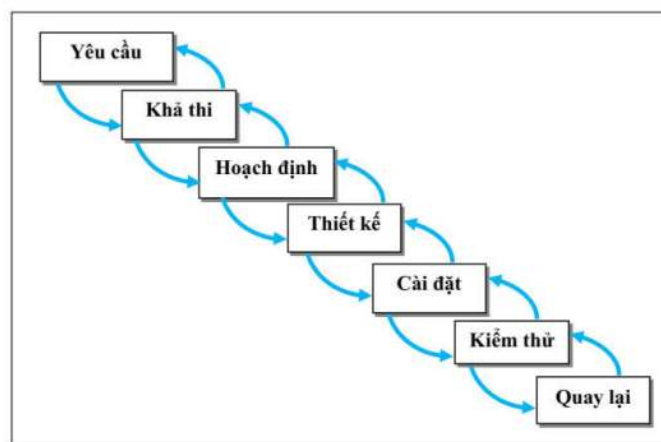 Yêu cầu
Khả thi
Hoạch định
Thiết kế
Cài đặt
Kiểm thử
Quay lại